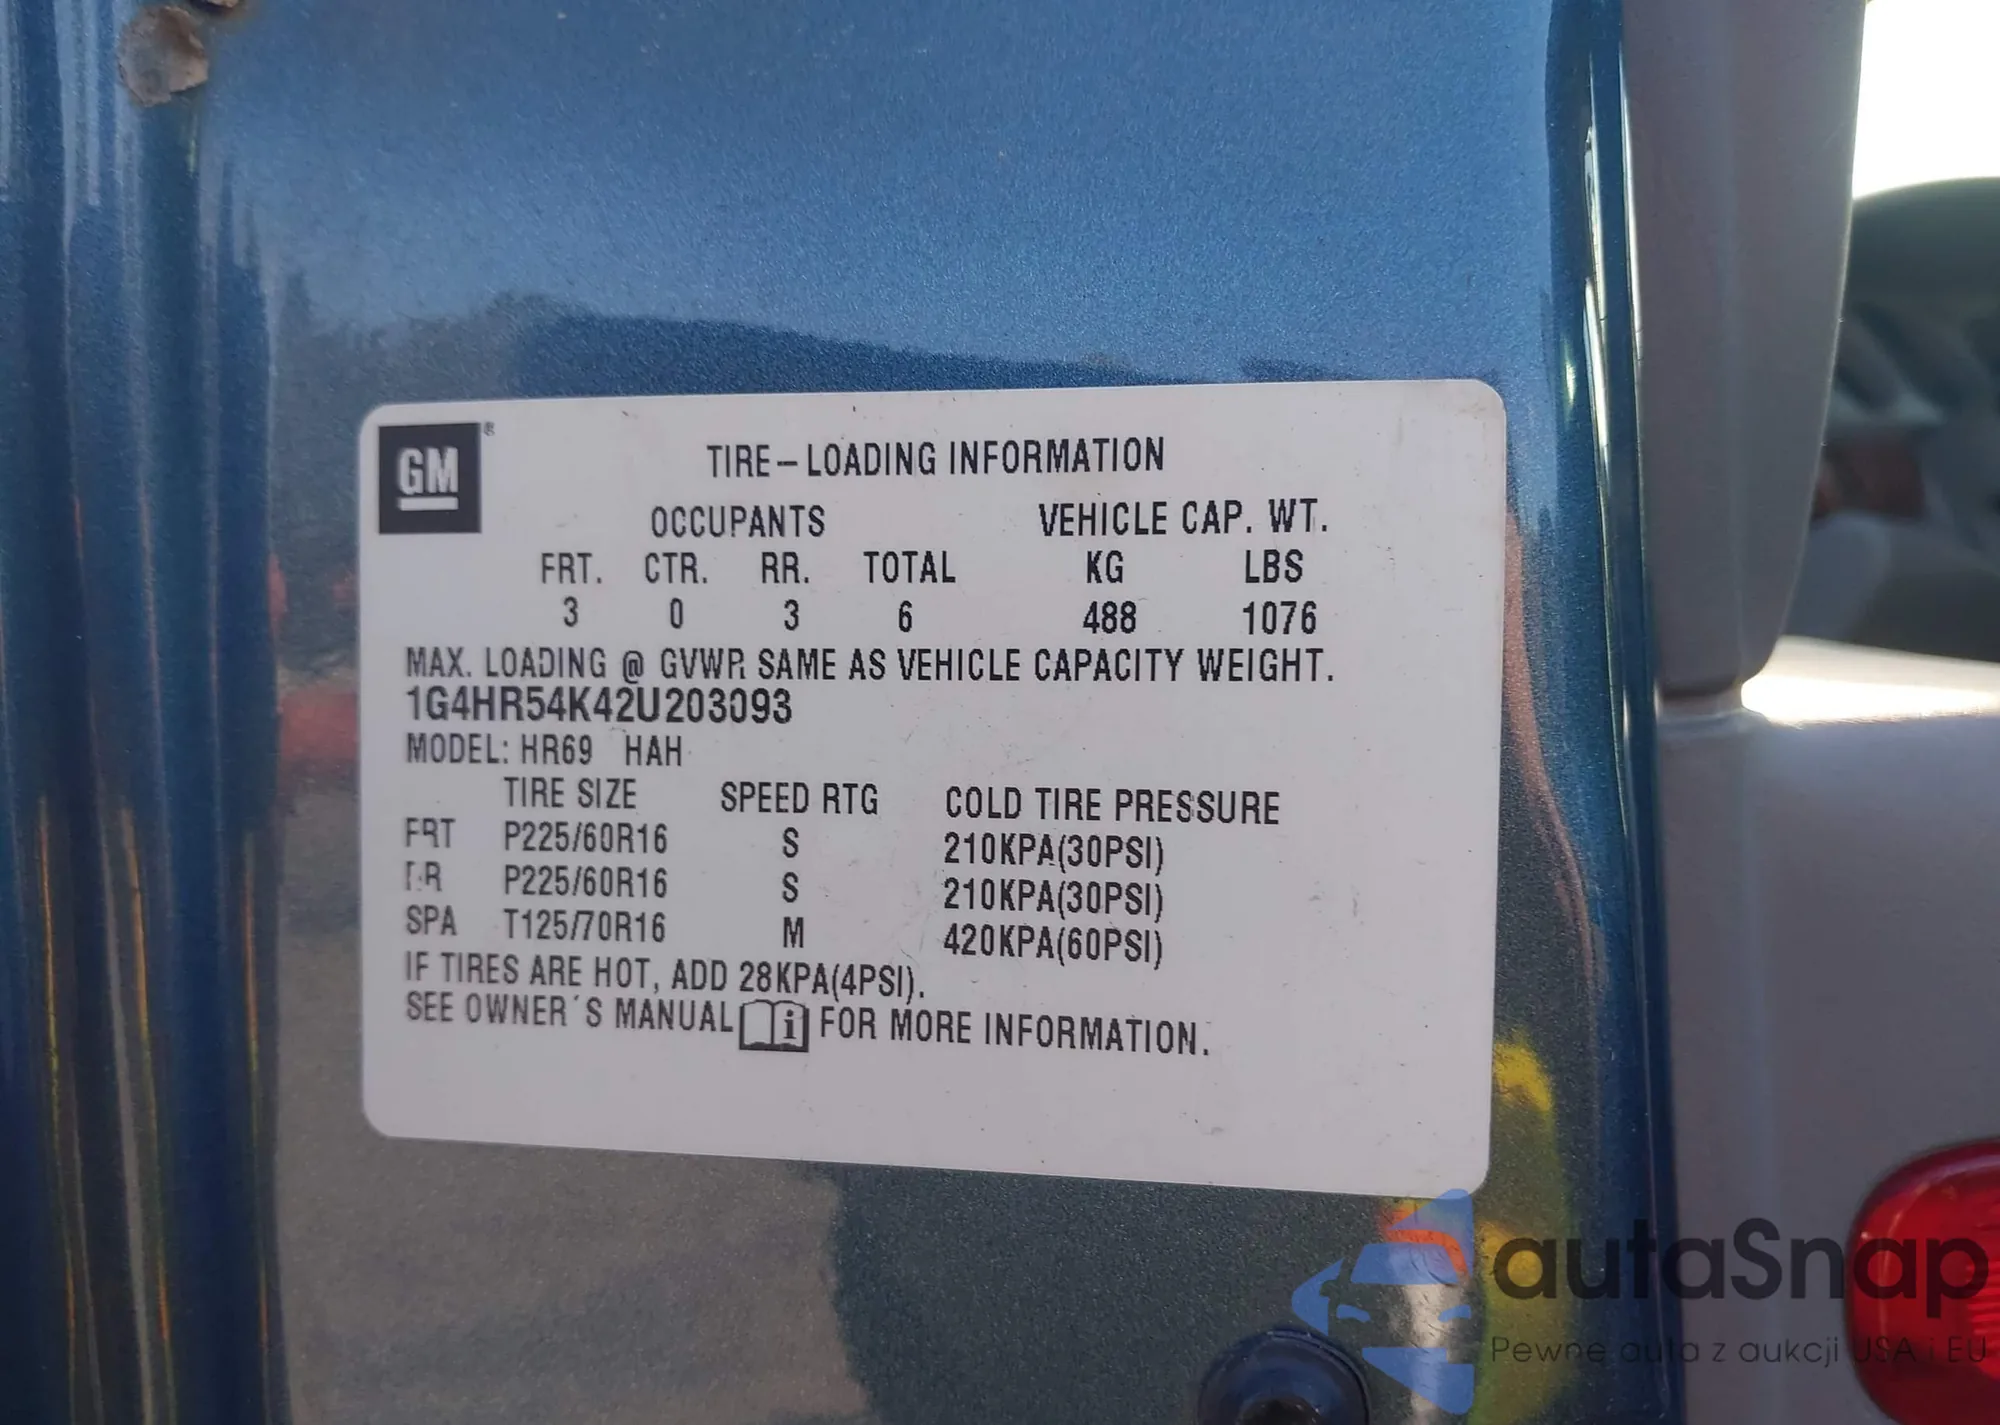 GM
TIRE-LOADING INFORMATION
OCCUPANTS VEHICLE CAP. WT.
FRT. CTR. RR. TOTAL KG LBS
3 0 3 6 488 1076
MAX. LOADING @ GVWR SAME AS VEHICLE CAPACITY WEIGHT.
1G4HR54K42U203093
MODEL: HR69 HAH
TIRE SIZE SPEED RTG COLD TIRE PRESSURE
FRT P225/60R16 S 210KPA(30PSI)
RR P225/60R16 S 210KPA(30PSI)
SPA T125/70R16 M 420KPA(60PSI)
IF TIRES ARE HOT, ADD 28KPA(4PSI).
SEE OWNER´S MANUAL i FOR MORE INFORMATION.
autaSnap
Pewne auta z aukcji USA i EU